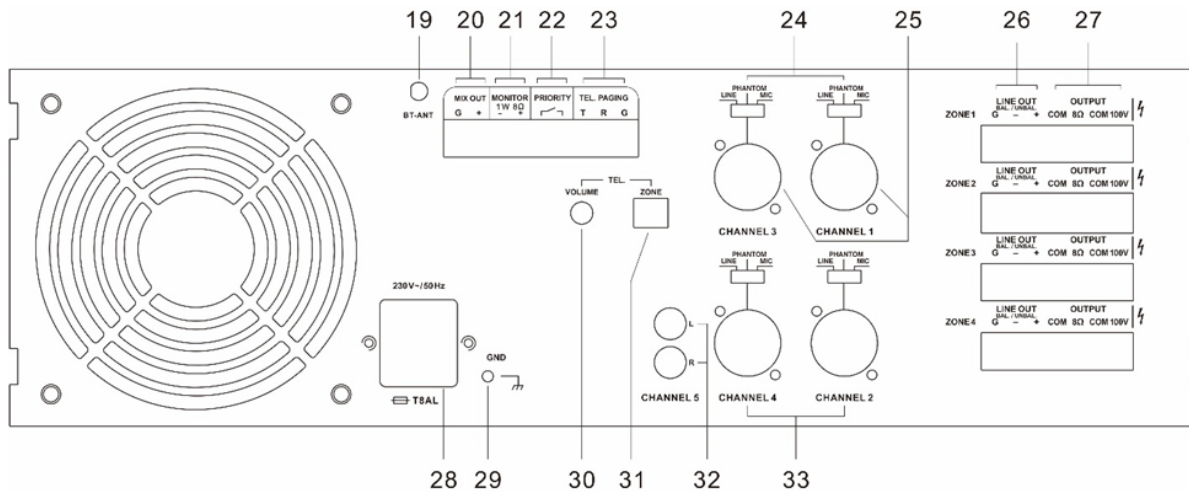 19 20 21 22 23 24 25 26 27
BT-ANT
MIX OUT
G +
MONITOR
1W 8Ω
− +
PRIORITY
TEL. PAGING
T R G
TEL.
VOLUME
ZONE
PHANTOM
LINE MIC
CHANNEL 3
PHANTOM
LINE MIC
CHANNEL 1
ZONE1
LINE OUT
BAL. / UNBAL.
G − +
OUTPUT
COM 8Ω COM 100V
ZONE2
LINE OUT
BAL. / UNBAL.
G − +
OUTPUT
COM 8Ω COM 100V
ZONE3
LINE OUT
BAL. / UNBAL.
G − +
OUTPUT
COM 8Ω COM 100V
ZONE4
LINE OUT
BAL. / UNBAL.
G − +
OUTPUT
COM 8Ω COM 100V
230V~/50Hz
T8AL
GND
L
R
CHANNEL 5
PHANTOM
LINE MIC
CHANNEL 4
PHANTOM
LINE MIC
CHANNEL 2
28 29 30 31 32 33